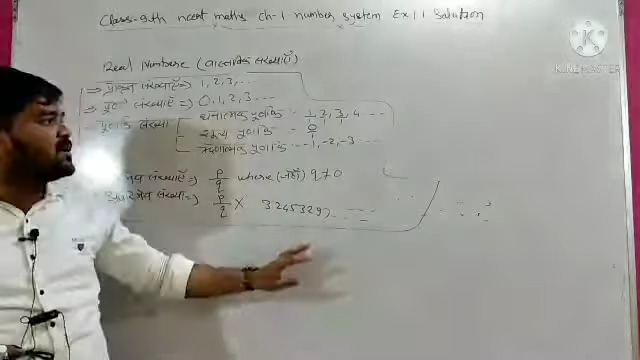 Class-9th ncert maths ch-1 number system Ex 1.1 Solution
Real Numbers (वास्तविक संख्याएँ)
=> प्राकृत संख्याएँ => 1, 2, 3, ...
=> पूर्ण संख्याएँ => 0, 1, 2, 3 ...
पूर्णांक संख्या धनात्मक पूर्णांक - 1, 2, 3, 4 ...
शून्य पूर्णांक - 0
ऋणात्मक पूर्णांक ... -1, -2, -3 ...
संख्याएँ => p/q where (जहाँ) q≠0
संख्याएँ => p/q X 3.245329
KINEMASTER